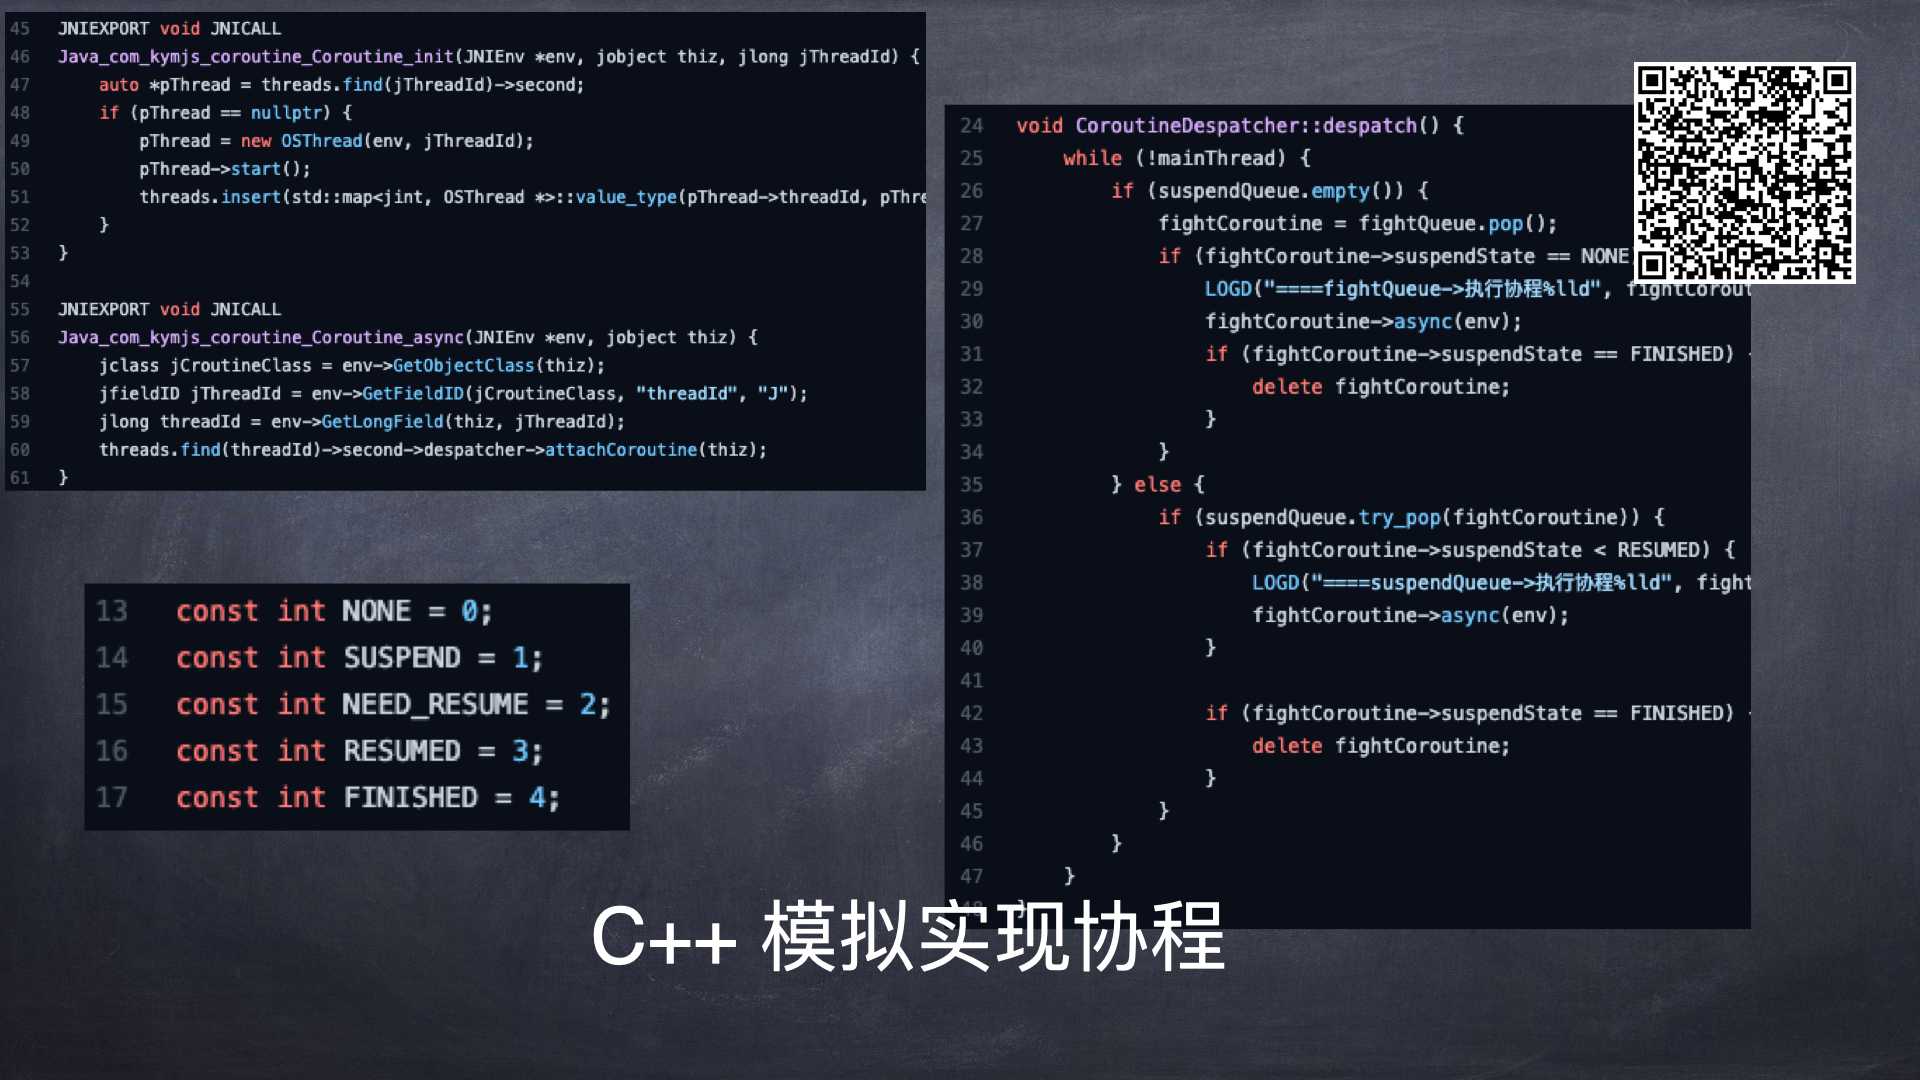 45 JNIEXPORT void JNICALL
46 Java_com_kymjs_coroutine_Coroutine_init(JNIEnv *env, jobject thiz, jlong jThreadId) {
47 auto *pThread = threads.find(jThreadId)->second;
48 if (pThread == nullptr) {
49 pThread = new OSThread(env, jThreadId);
50 pThread->start();
51 threads.insert(std::map<jint, OSThread *>::value_type(pThread->threadId, pThre
52 }
53 }
54
55 JNIEXPORT void JNICALL
56 Java_com_kymjs_coroutine_Coroutine_async(JNIEnv *env, jobject thiz) {
57 jclass jCroutineClass = env->GetObjectClass(thiz);
58 jfieldID jThreadId = env->GetFieldID(jCroutineClass, "threadId", "J");
59 jlong threadId = env->GetLongField(thiz, jThreadId);
60 threads.find(threadId)->second->despatcher->attachCoroutine(thiz);
61 }
13 const int NONE = 0;
14 const int SUSPEND = 1;
15 const int NEED_RESUME = 2;
16 const int RESUMED = 3;
17 const int FINISHED = 4;
24 void CoroutineDespatcher::despatch() {
25 while (!mainThread) {
26 if (suspendQueue.empty()) {
27 fightCoroutine = fightQueue.pop();
28 if (fightCoroutine->suspendState == NONE)
29 LOGD("====fightQueue->执行协程%lld", fightCorout
30 fightCoroutine->async(env);
31 if (fightCoroutine->suspendState == FINISHED) {
32 delete fightCoroutine;
33 }
34 }
35 } else {
36 if (suspendQueue.try_pop(fightCoroutine)) {
37 if (fightCoroutine->suspendState < RESUMED) {
38 LOGD("====suspendQueue->执行协程%lld", fight
39 fightCoroutine->async(env);
40 }
41
42 if (fightCoroutine->suspendState == FINISHED) {
43 delete fightCoroutine;
44 }
45 }
46 }
47 }
48 }
C++ 模拟实现协程